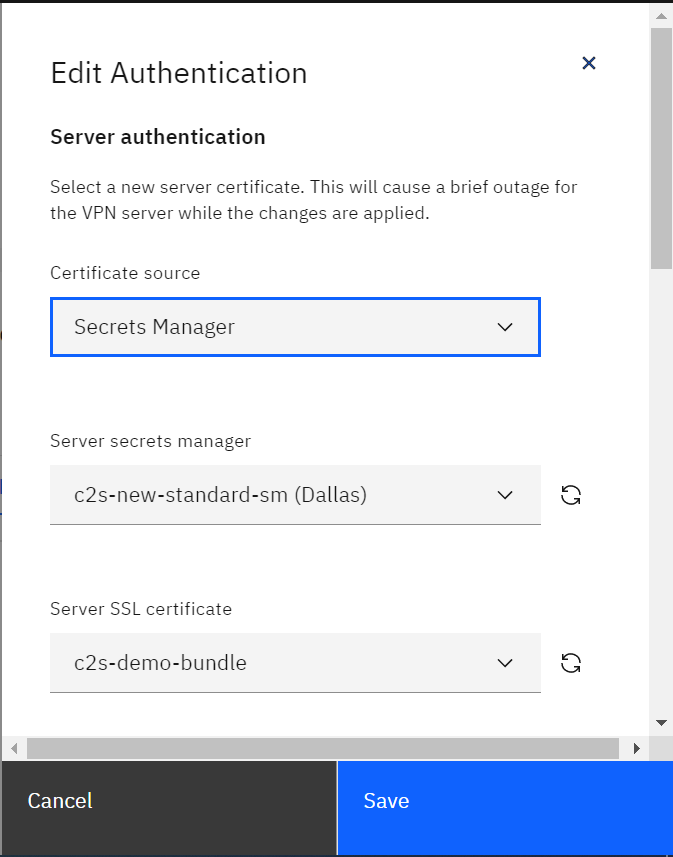 Edit Authentication
Server authentication
Select a new server certificate. This will cause a brief outage for
the VPN server while the changes are applied.
Certificate source
Secrets Manager
Server secrets manager
c2s-new-standard-sm (Dallas)
Server SSL certificate
c2s-demo-bundle
Cancel
Save